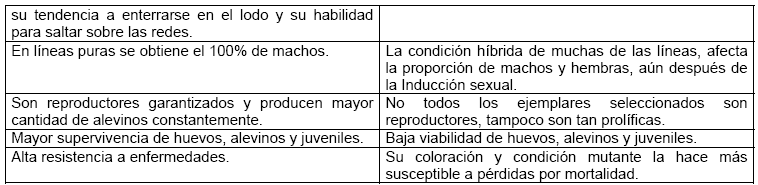 su tendencia a enterrarse en el lodo y su habilidad
para saltar sobre las redes.
En líneas puras se obtiene el 100% de machos.
La condición híbrida de muchas de las líneas, afecta
la proporción de machos y hembras, aún después de
la Inducción sexual.
Son reproductores garantizados y producen mayor
cantidad de alevinos constantemente.
No todos los ejemplares seleccionados son
reproductores, tampoco son tan prolíficas.
Mayor supervivencia de huevos, alevinos y juveniles.
Baja viabilidad de huevos, alevinos y juveniles.
Alta resistencia a enfermedades.
Su coloración y condición mutante la hace más
susceptible a pérdidas por mortalidad.